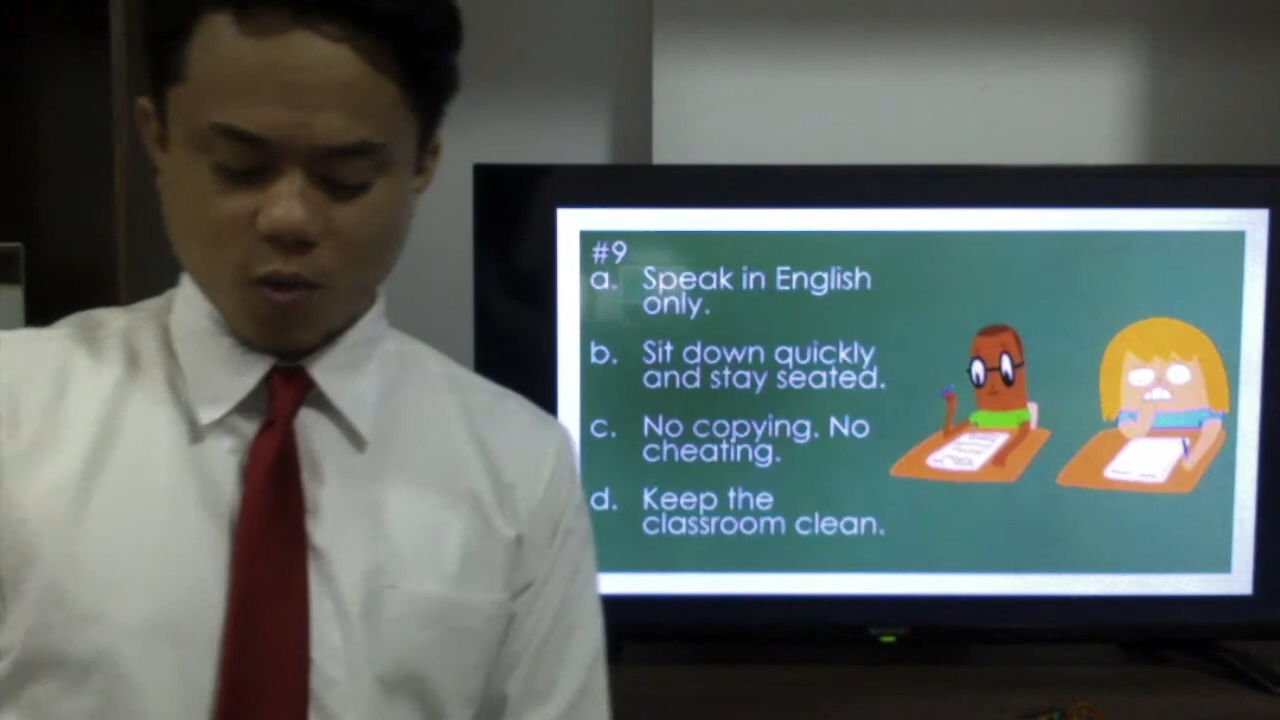 #9
a. Speak in English
only.
b. Sit down quickly
and stay seated.
c. No copying. No
cheating.
d. Keep the
classroom clean.